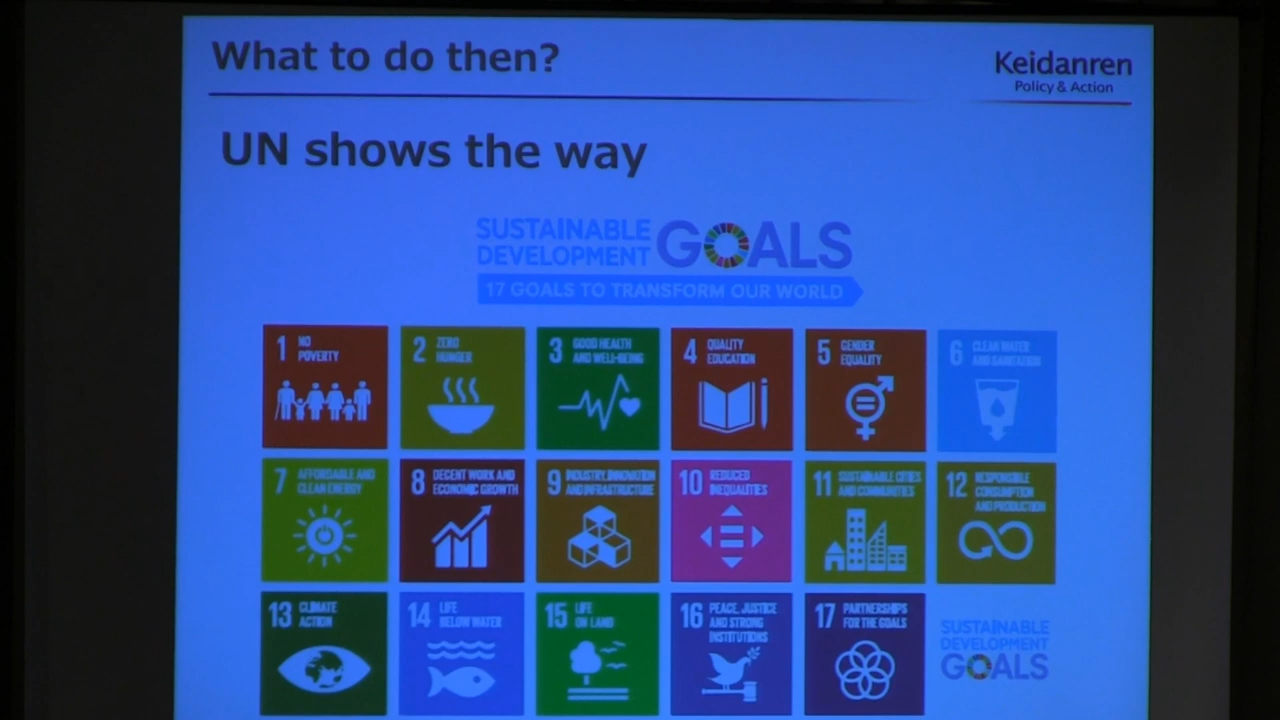 What to do then?
Keidanren
Policy & Action
UN shows the way
SUSTAINABLE
DEVELOPMENT
GOALS
17 GOALS TO TRANSFORM OUR WORLD
1 NO
POVERTY
2 ZERO
HUNGER
3 GOOD HEALTH
AND WELL-BEING
4 QUALITY
EDUCATION
5 GENDER
EQUALITY
6 CLEAN WATER
AND SANITATION
7 AFFORDABLE AND
CLEAN ENERGY
8 DECENT WORK AND
ECONOMIC GROWTH
9 INDUSTRY, INNOVATION
AND INFRASTRUCTURE
10 REDUCED
INEQUALITIES
11 SUSTAINABLE CITIES
AND COMMUNITIES
12 RESPONSIBLE
CONSUMPTION
AND PRODUCTION
13 CLIMATE
ACTION
14 LIFE
BELOW WATER
15 LIFE
ON LAND
16 PEACE, JUSTICE
AND STRONG
INSTITUTIONS
17 PARTNERSHIPS
FOR THE GOALS
SUSTAINABLE
DEVELOPMENT
GOALS